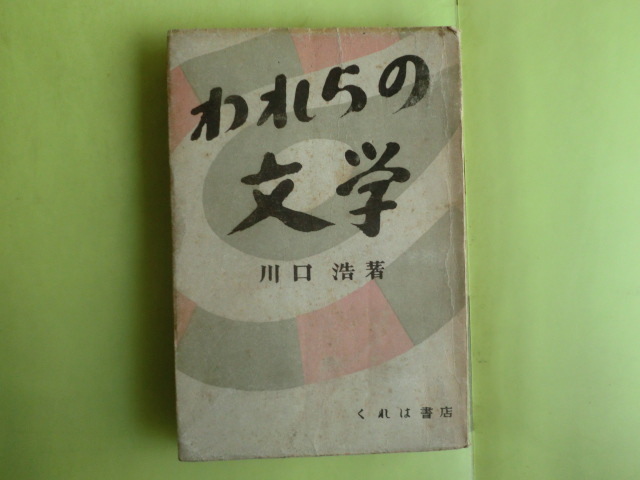 われらの
文学
川口 浩著
くれは書店